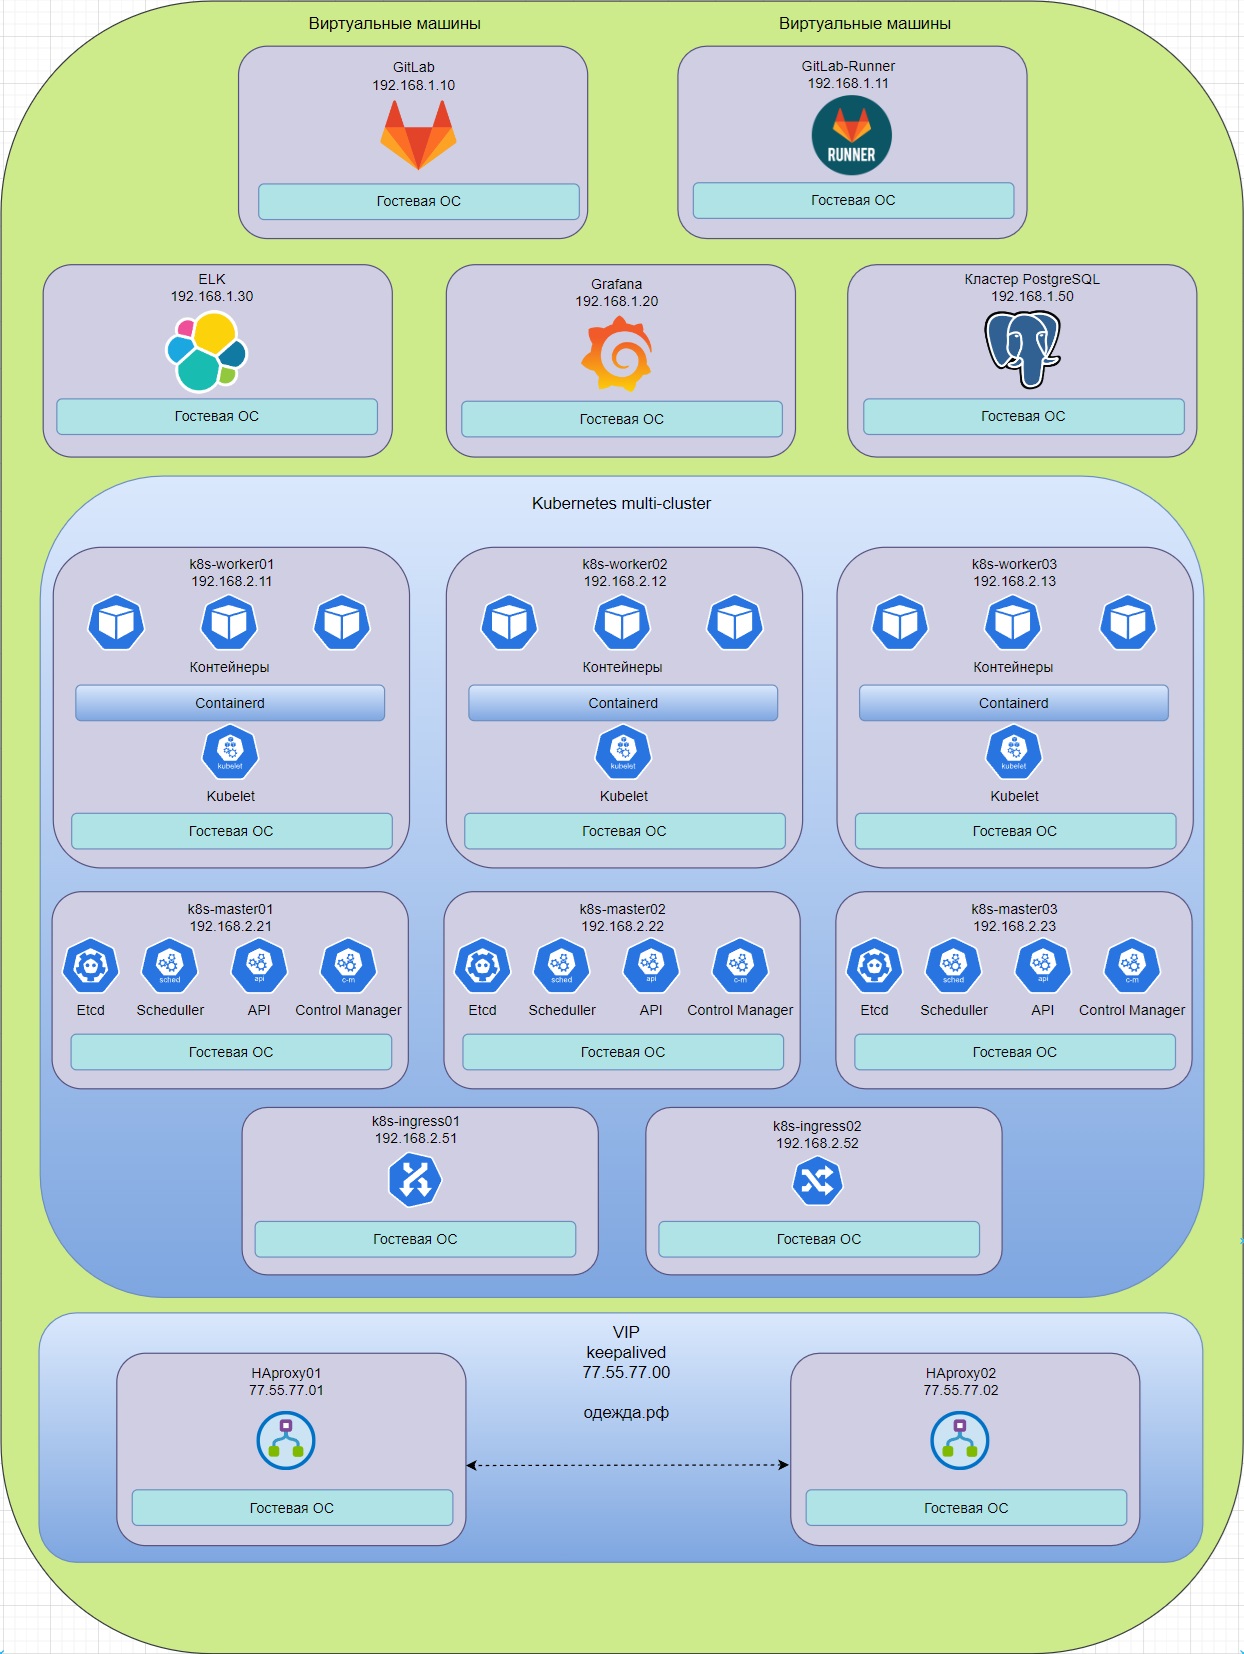 Виртуальные машины
Виртуальные машины
GitLab
192.168.1.10
Гостевая ОС
GitLab-Runner
192.168.1.11
RUNNER
Гостевая ОС
ELK
192.168.1.30
Гостевая ОС
Grafana
192.168.1.20
Гостевая ОС
Кластер PostgreSQL
192.168.1.50
Гостевая ОС
Kubernetes multi-cluster
k8s-worker01
192.168.2.11
Контейнеры
Containerd
kubelet
Kubelet
Гостевая ОС
k8s-worker02
192.168.2.12
Контейнеры
Containerd
kubelet
Kubelet
Гостевая ОС
k8s-worker03
192.168.2.13
Контейнеры
Containerd
kubelet
Kubelet
Гостевая ОС
k8s-master01
192.168.2.21
sched
api
c-m
Etcd
Scheduller
API
Control Manager
Гостевая ОС
k8s-master02
192.168.2.22
sched
api
c-m
Etcd
Scheduller
API
Control Manager
Гостевая ОС
k8s-master03
192.168.2.23
sched
api
c-m
Etcd
Scheduller
API
Control Manager
Гостевая ОС
k8s-ingress01
192.168.2.51
Гостевая ОС
k8s-ingress02
192.168.2.52
Гостевая ОС
VIP
keepalived
77.55.77.00
одежда.рф
HAproxy01
77.55.77.01
Гостевая ОС
HAproxy02
77.55.77.02
Гостевая ОС